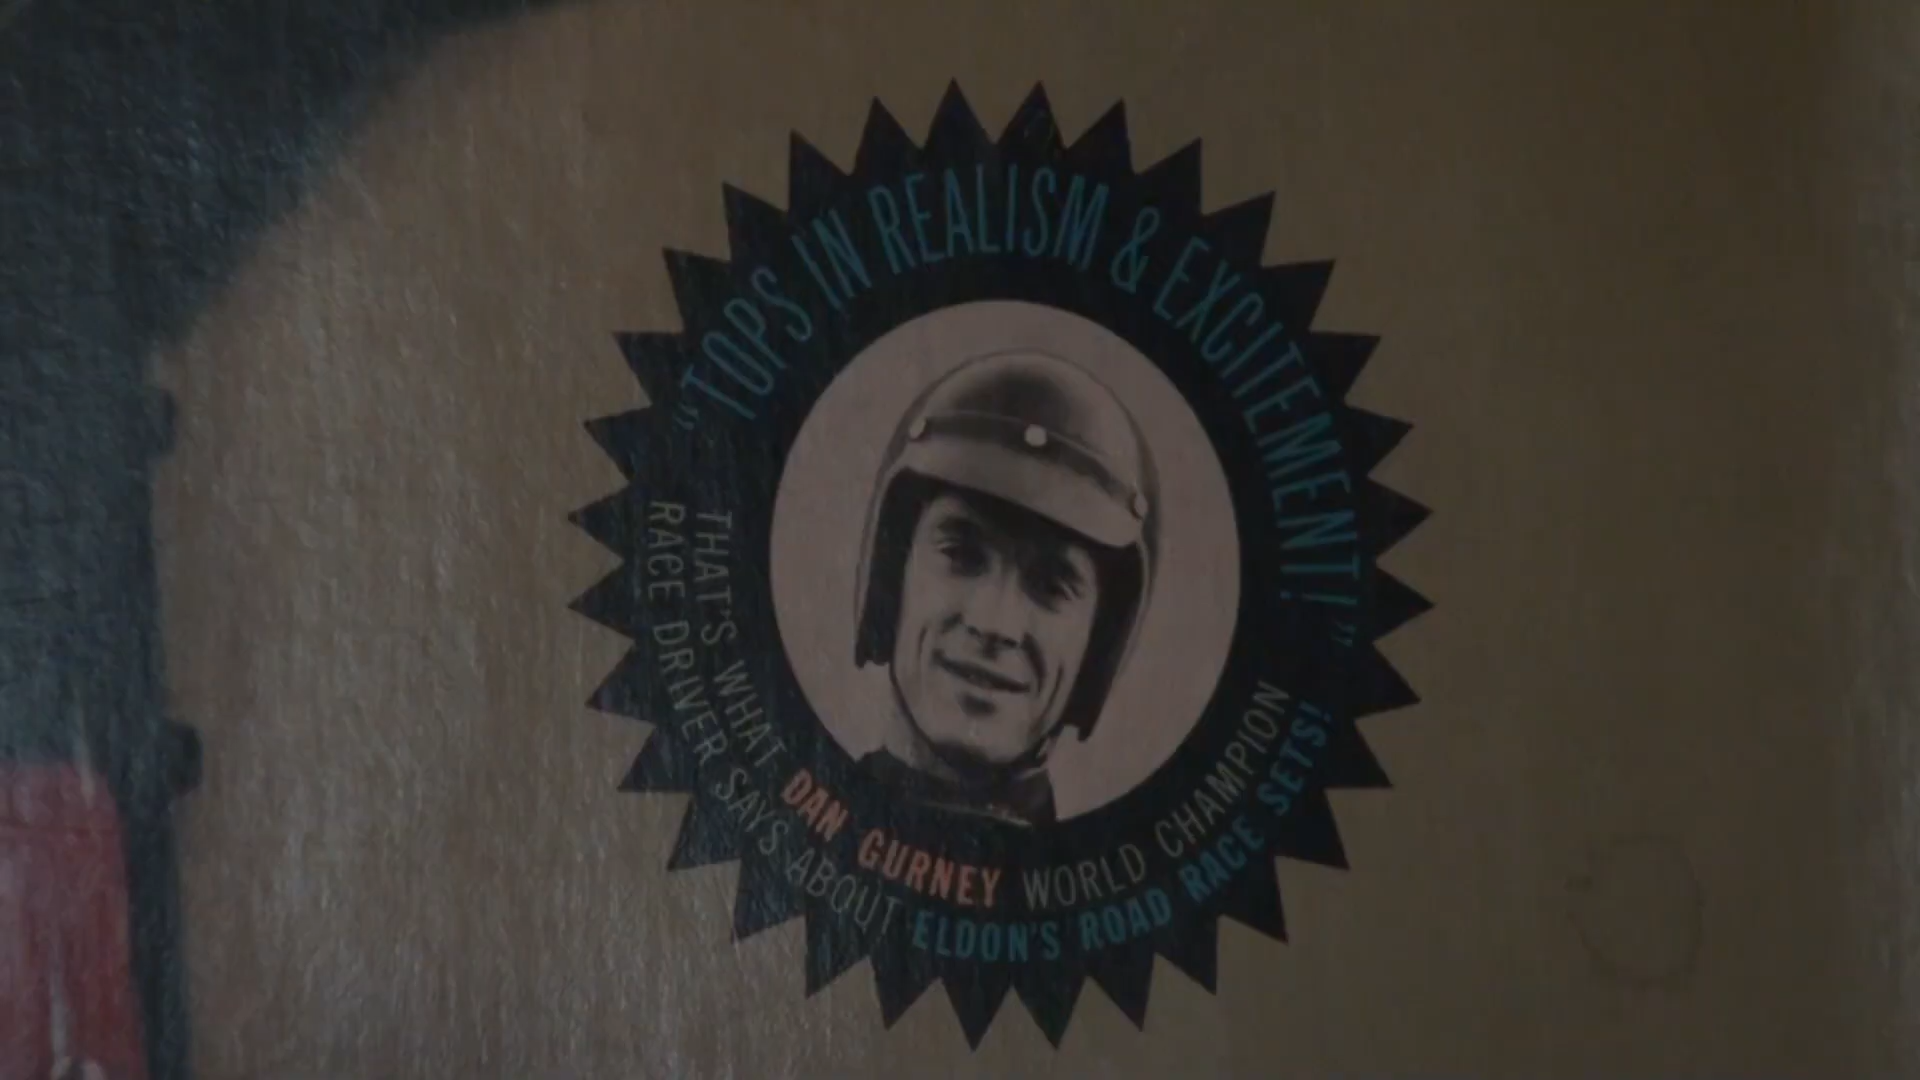 "TOPS IN REALISM & EXCITEMENT!"
THAT'S WHAT DAN GURNEY WORLD CHAMPION
RACE DRIVER SAYS ABOUT ELDON'S ROAD RACE SETS!